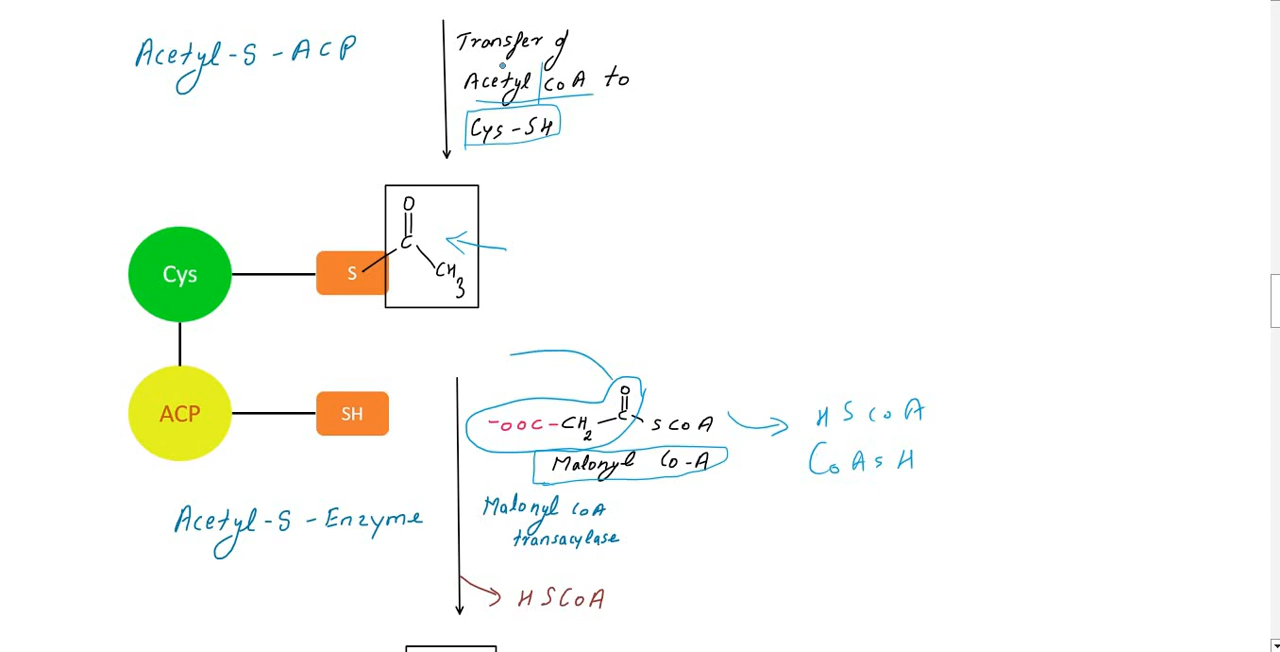 Acetyl-S-ACP
Transfer of
Acetyl CoA to
Cys-SH
O
C
CH3
Cys
S
ACP
SH
O
-OOC-CH2
C
SCoA
HSCoA
CoASH
Malonyl Co-A
Malonyl CoA
transacylase
Acetyl-S-Enzyme
HSCoA